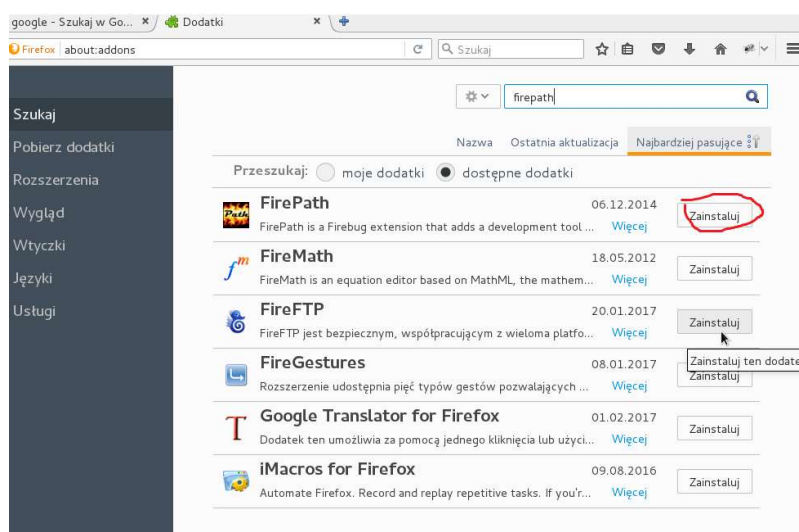 google - Szukaj w Go... Dodatki
Firefox about:addons Szukaj
firepath
Szukaj
Pobierz dodatki
Rozszerzenia
Wygląd
Wtyczki
Języki
Usługi
Nazwa Ostatnia aktualizacja Najbardziej pasujące
Przeszukaj: moje dodatki dostępne dodatki
Path
FirePath 06.12.2014 Zainstaluj
FirePath is a Firebug extension that adds a development tool ... Więcej
fm
FireMath 18.05.2012 Zainstaluj
FireMath is an equation editor based on MathML, the mathem... Więcej
FireFTP 20.01.2017 Zainstaluj
FireFTP jest bezpiecznym, współpracującym z wieloma platfo... Więcej
Zainstaluj ten dodate
FireGestures 08.01.2017 Zainstaluj
Rozszerzenie udostępnia pięć typów gestów pozwalających ... Więcej
T
Google Translator for Firefox 01.02.2017 Zainstaluj
Dodatek ten umożliwia za pomocą jednego kliknięcia lub użyci... Więcej
iMacros for Firefox 09.08.2016 Zainstaluj
Automate Firefox. Record and replay repetitive tasks. If you'r... Więcej